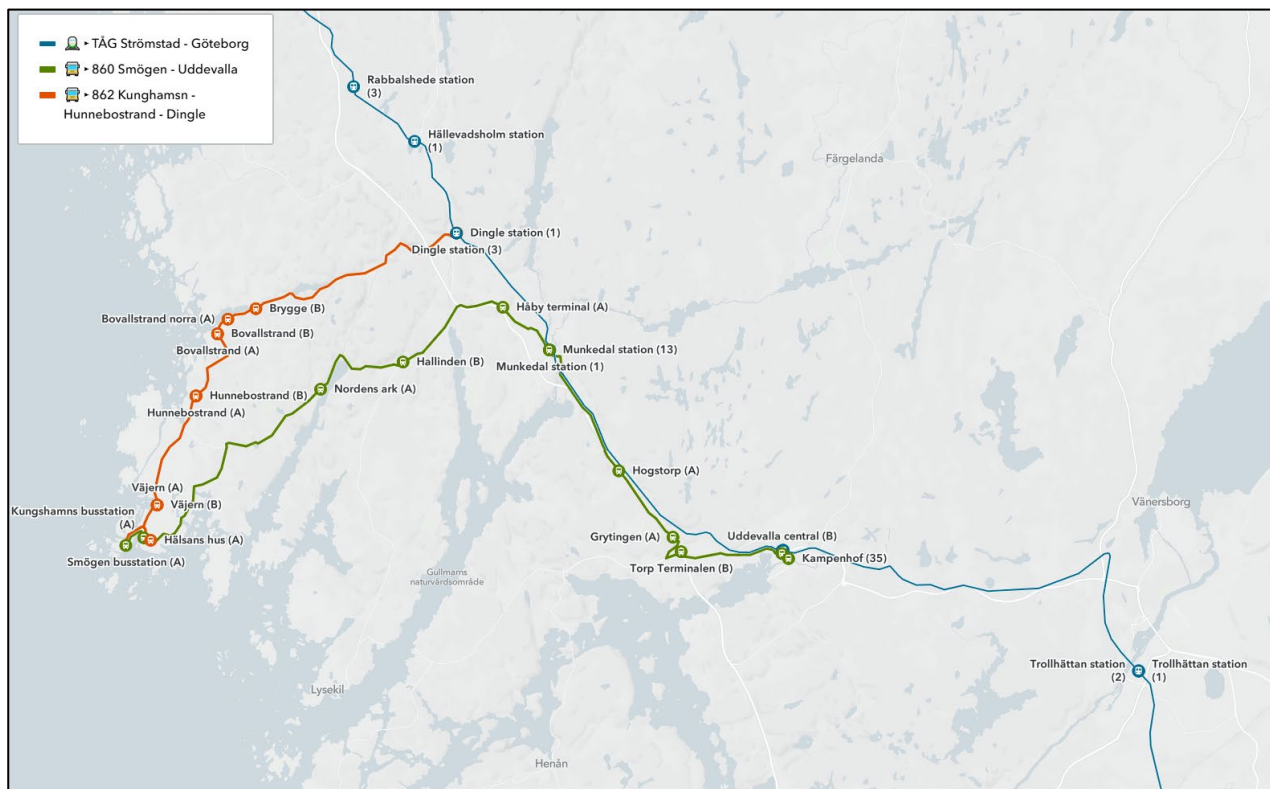 TÅG Strömstad - Göteborg
860 Smögen - Uddevalla
862 Kunghamsn -
Hunnebostrand - Dingle
Rabbalshede station
(3)
Hällevadsholm station
(1)
Färgelanda
Dingle station (1)
Dingle station (3)
Brygge (B)
Håby terminal (A)
Bovallstrand norra (A)
Bovallstrand (B)
Bovallstrand (A)
Munkedal station (13)
Hallinden (B)
Munkedal station (1)
Nordens ark (A)
Hunnebostrand (B)
Hunnebostrand (A)
Hogstorp (A)
Väjern (A)
Väjern (B)
Vänersborg
Kungshamns busstation
(A)
Hälsans hus (A)
Smögen busstation (A)
Grytingen (A)
Uddevalla central (B)
Kampenhof (35)
Torp Terminalen (B)
Gullmarns
naturvårdsområde
Trollhättan station
(2)
Trollhättan station
(1)
Lysekil
Henån